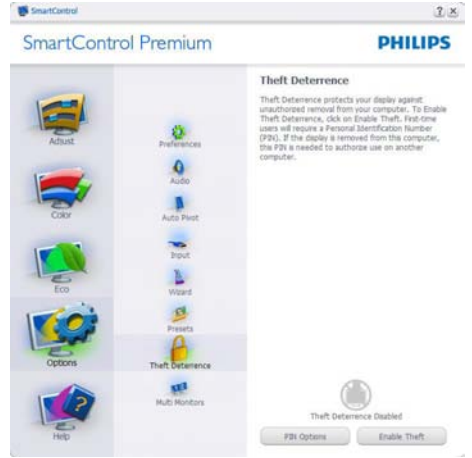 SmartControl
? ×
SmartControl Premium
PHILIPS
Adjust
Color
Eco
Options
Help
Preferences
Audio
Auto Pivot
Input
Wizard
Presets
Theft Deterrence
Multi Monitors
Theft Deterrence
Theft Deterrence protects your display against
unauthorized removal from your computer. To Enable
Theft Deterrence, click on Enable Theft. First-time
users will require a Personal Identification Number
(PIN). If the display is removed from this computer,
this PIN is needed to authorize use on another
computer.
Theft Deterrence Disabled
PIN Options
Enable Theft